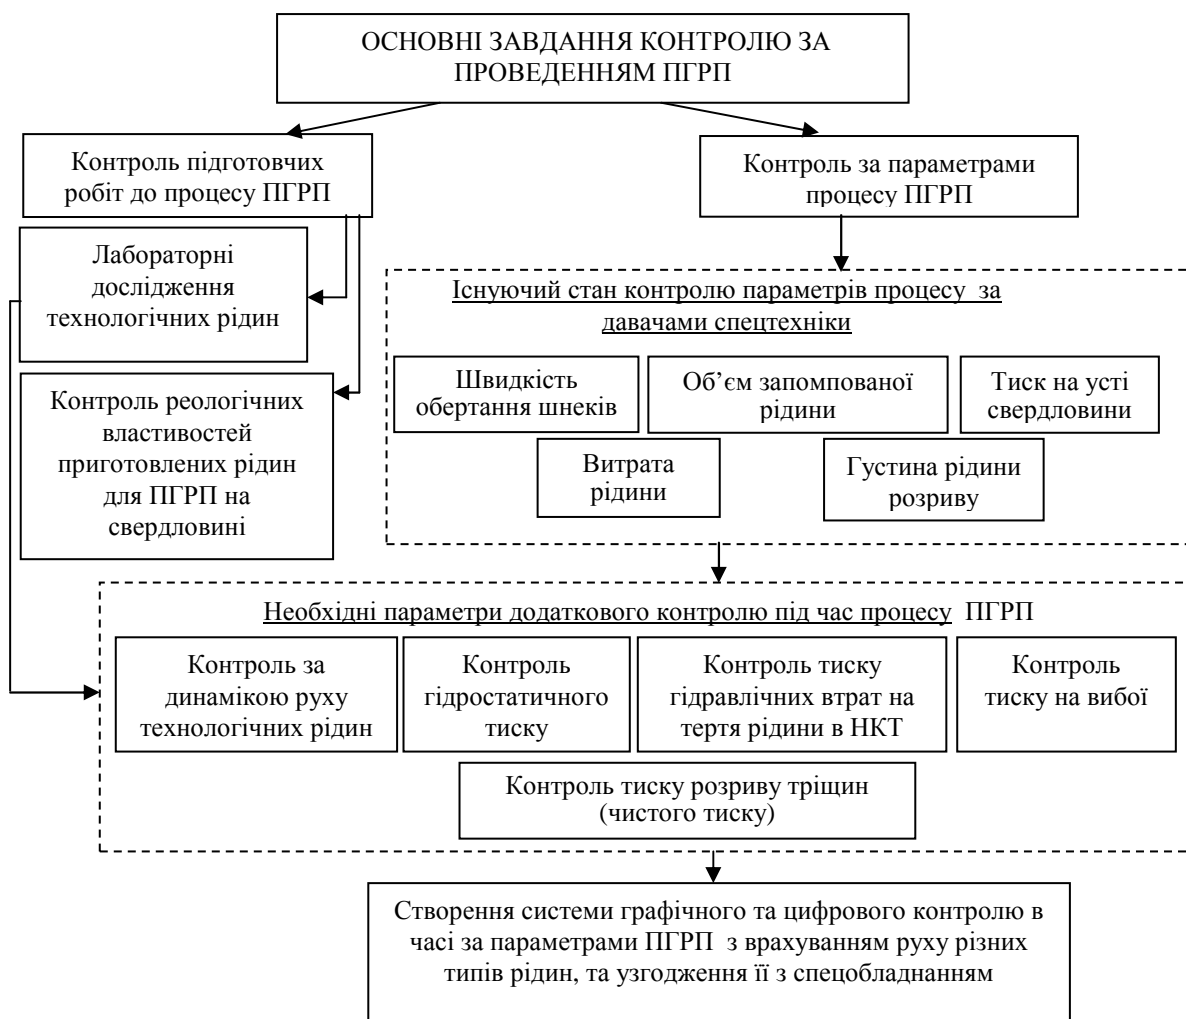 ОСНОВНІ ЗАВДАННЯ КОНТРОЛЮ ЗА
ПРОВЕДЕННЯМ ПГРП
Контроль підготовчих
робіт до процесу ПГРП
Контроль за параметрами
процесу ПГРП
Лабораторні
дослідження
технологічних рідин
Контроль реологічних
властивостей
приготовлених рідин
для ПГРП на
свердловині
Існуючий стан контролю параметрів процесу за
давачами спецтехніки
Швидкість
обертання шнеків
Об’єм запомпованої
рідини
Тиск на усті
свердловини
Витрата
рідини
Густина рідини
розриву
Необхідні параметри додаткового контролю під час процесу ПГРП
Контроль за
динамікою руху
технологічних рідин
Контроль
гідростатичного
тиску
Контроль тиску
гідравлічних втрат на
тертя рідини в НКТ
Контроль
тиску на вибої
Контроль тиску розриву тріщин
(чистого тиску)
Створення системи графічного та цифрового контролю в
часі за параметрами ПГРП з врахуванням руху різних
типів рідин, та узгодження її з спецобладнанням